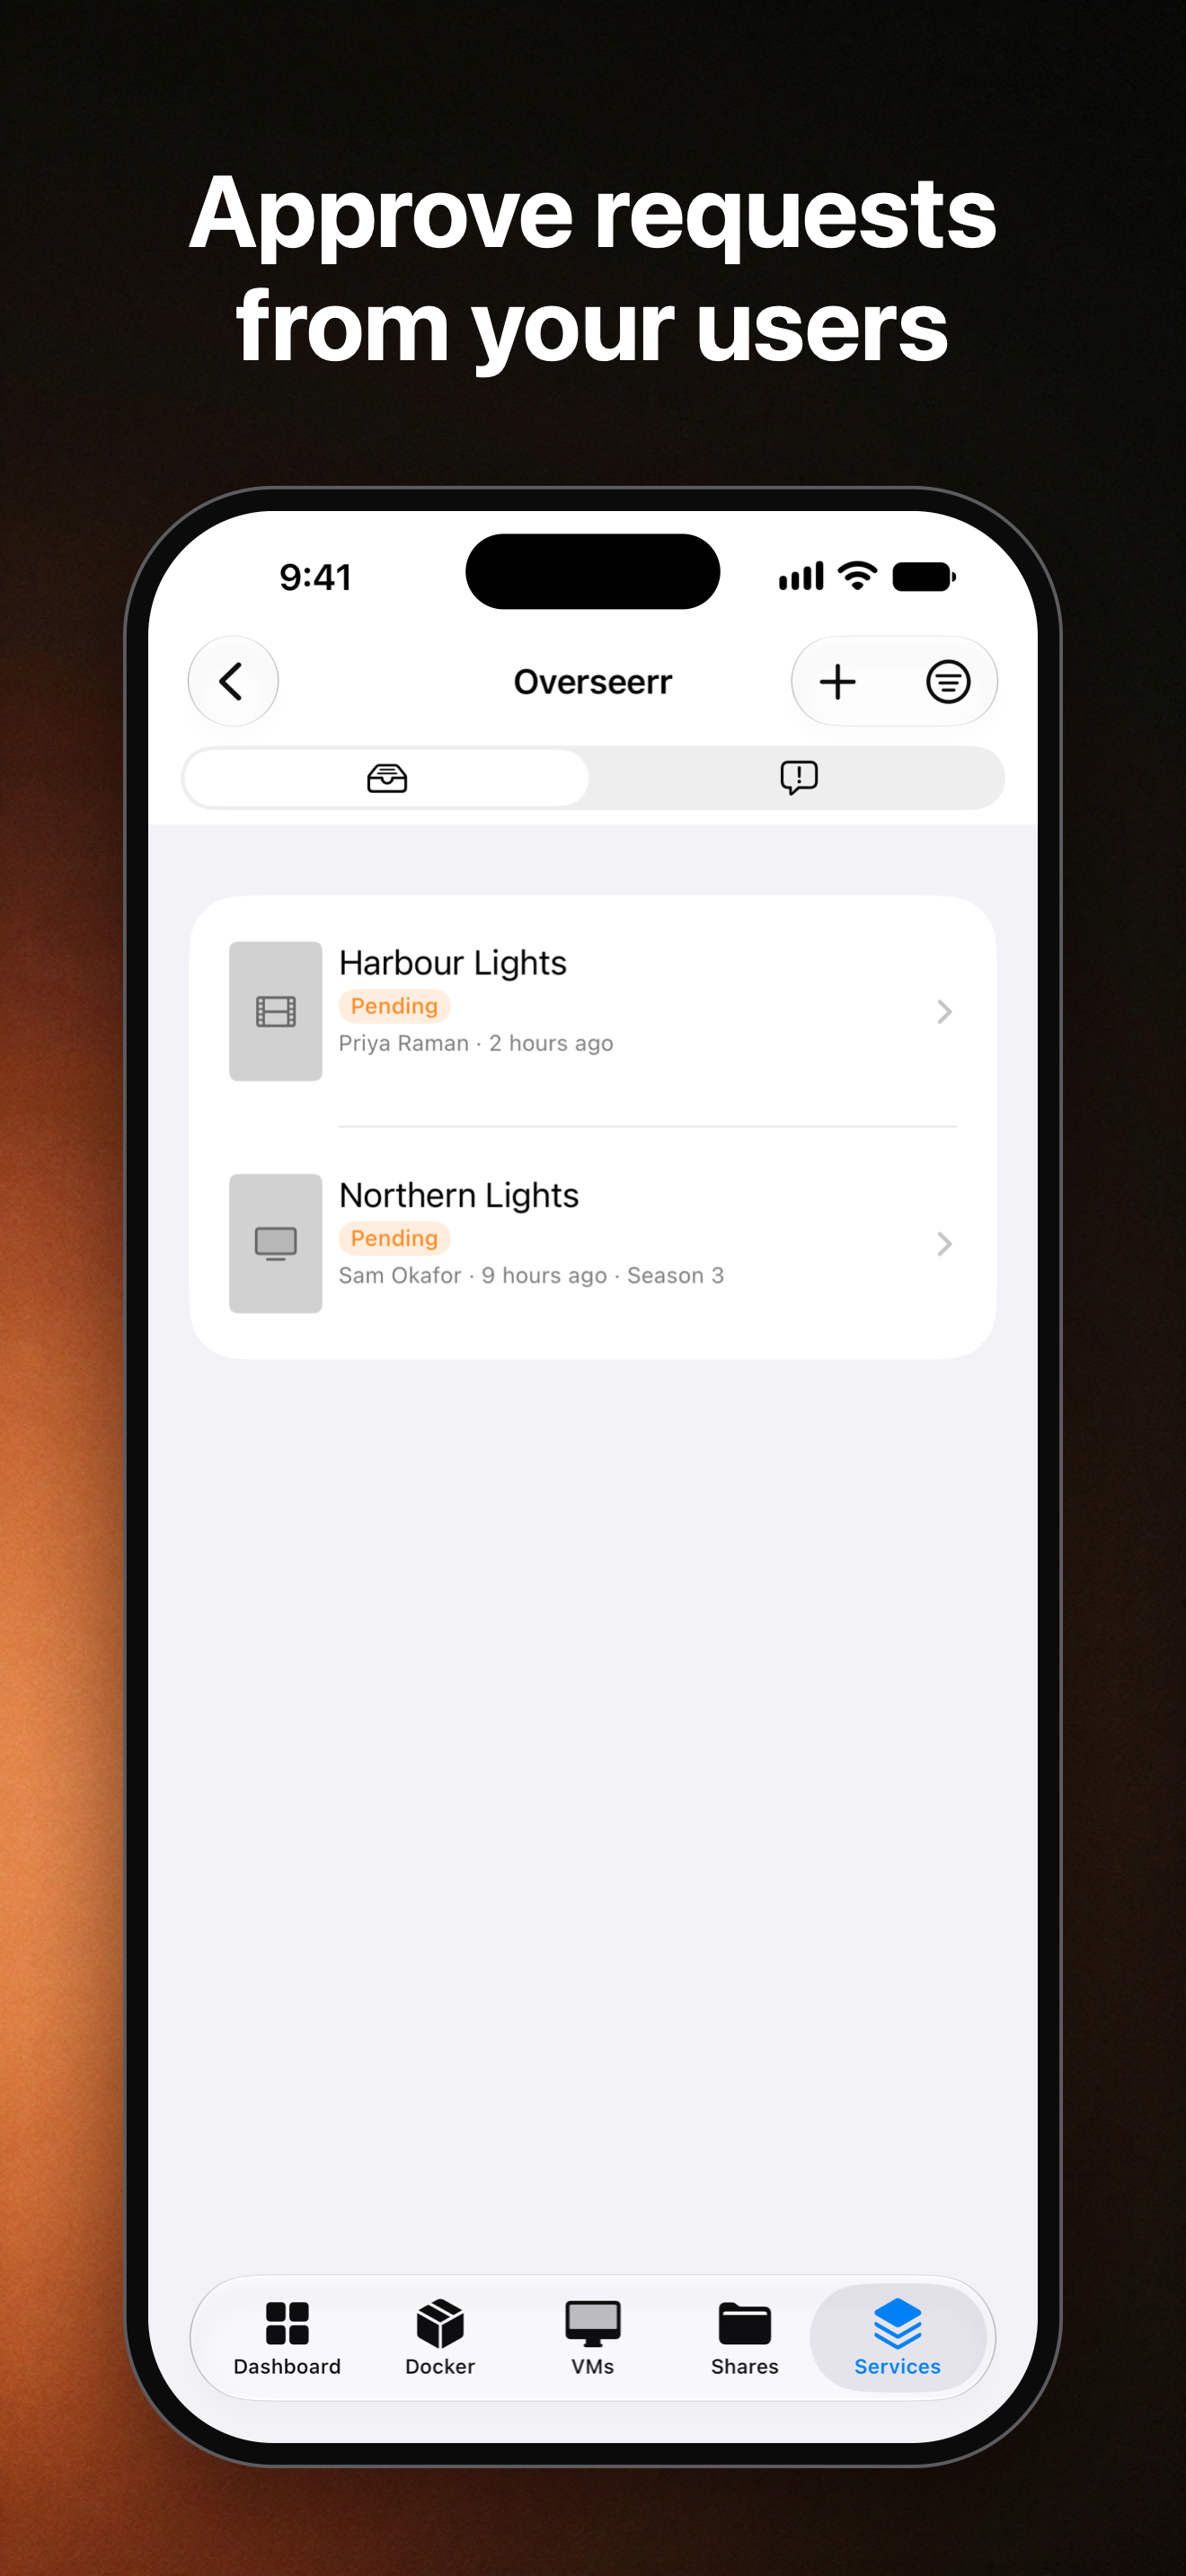 Approve requests
from your users
9:41
Overseerr
Harbour Lights
Pending
Priya Raman · 2 hours ago
Northern Lights
Pending
Sam Okafor · 9 hours ago · Season 3
Dashboard
Docker
VMs
Shares
Services